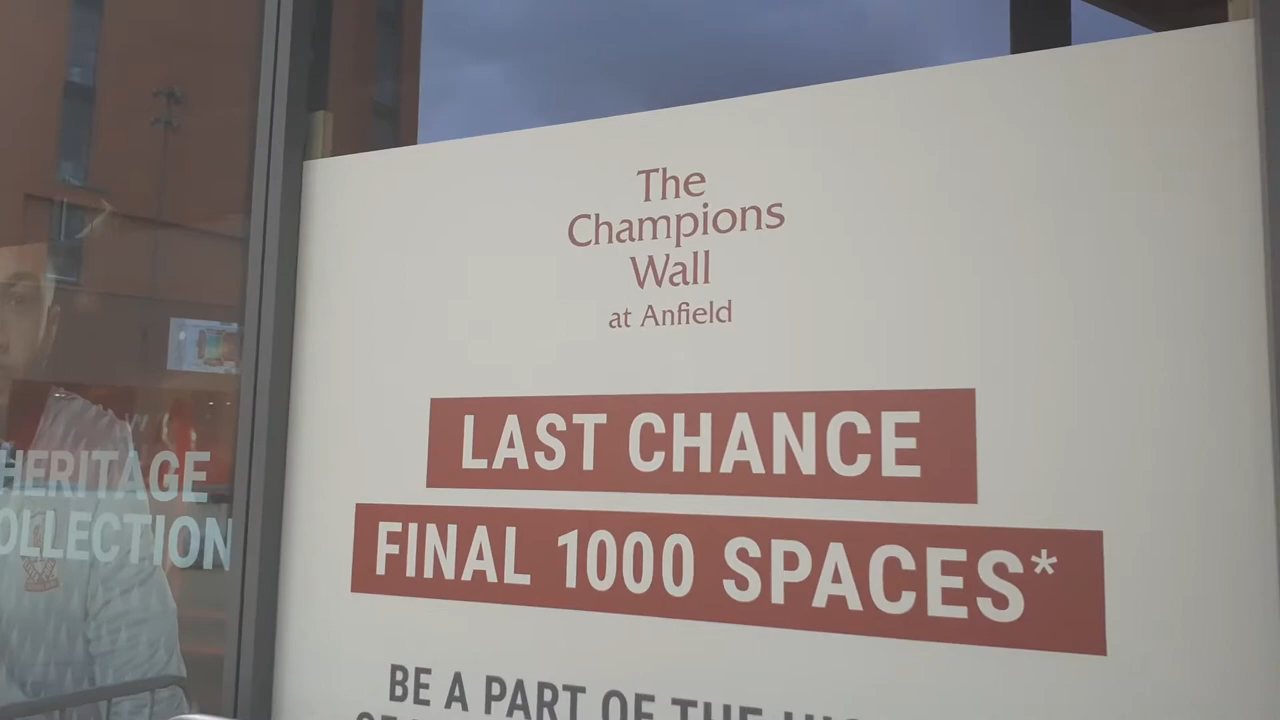 The
Champions
Wall
at Anfield
LAST CHANCE
FINAL 1000 SPACES*
BE A PART OF THE
HERITAGE
COLLECTION